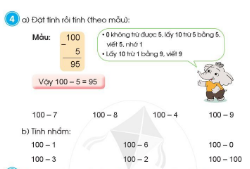 4 a) Đặt tính rồi tính (theo mẫu):
Mẫu:
100
−
5
95
• 0 không trừ được 5, lấy 10 trừ 5 bằng 5, viết 5, nhớ 1
• Lấy 10 trừ 1 bằng 9, viết 9
Vậy 100 – 5 = 95
100 – 7 100 – 8 100 – 4 100 – 9
b) Tính nhẩm:
100 – 1 100 – 6 100 – 0
100 – 3 100 – 2 100 – 100